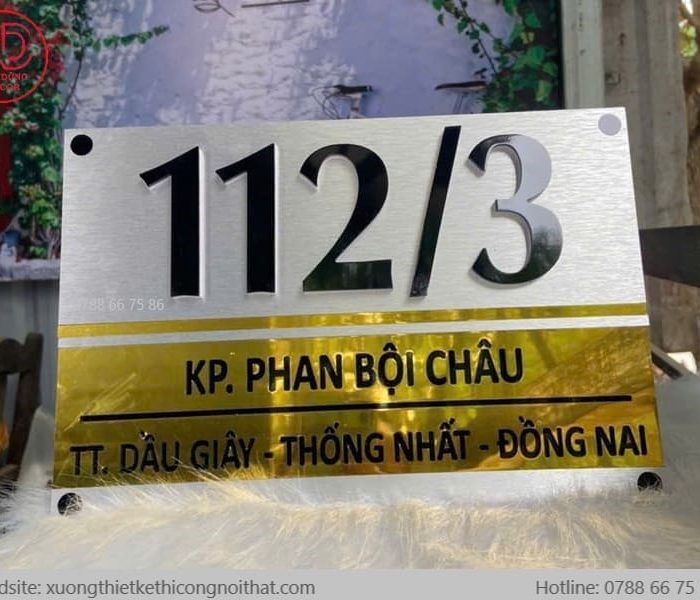 112/3
0788 66 75 86
KP. PHAN BỘI CHÂU
TT. DẦU GIÂY - THỐNG NHẤT - ĐỒNG NAI
dsite: xuongthietkethicongnoithat.com
Hotline: 0788 66 75